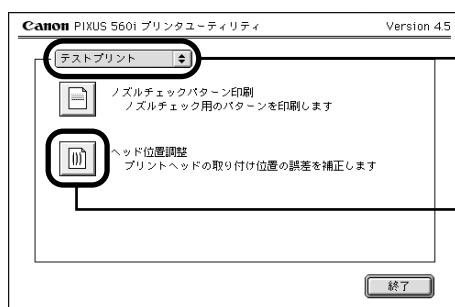 Canon PIXUS 560i プリンタユーティリティ Version 4.5
テストプリント
ノズルチェックパターン印刷
ノズルチェック用のパターンを印刷します
ヘッド位置調整
プリントヘッドの取り付け位置の誤差を補正します
終了